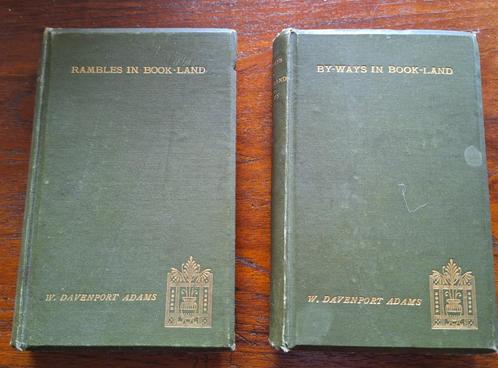 RAMBLES IN BOOK-LAND
W. DAVENPORT ADAMS
BY-WAYS IN BOOK-LAND
W. DAVENPORT ADAMS